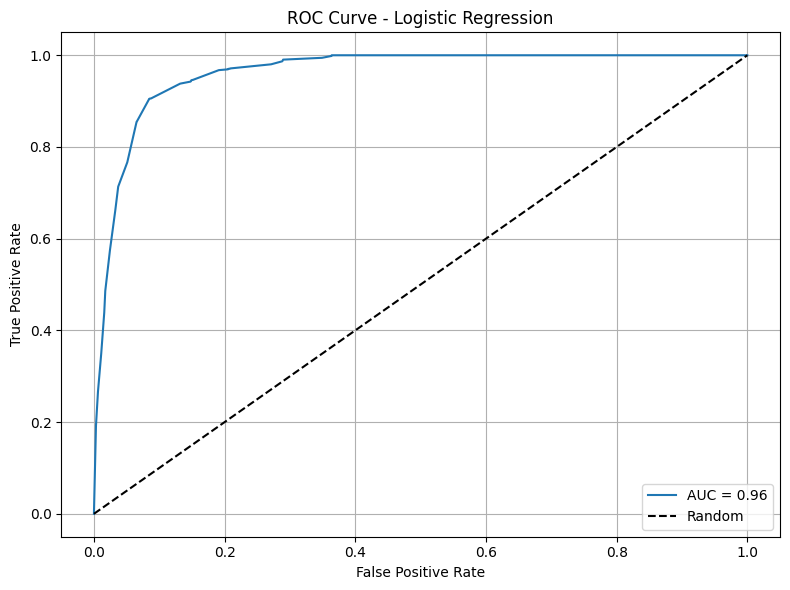 ROC Curve - Logistic Regression
True Positive Rate
1.0
0.8
0.6
0.4
0.2
0.0
AUC = 0.96
Random
0.0 0.2 0.4 0.6 0.8 1.0
False Positive Rate